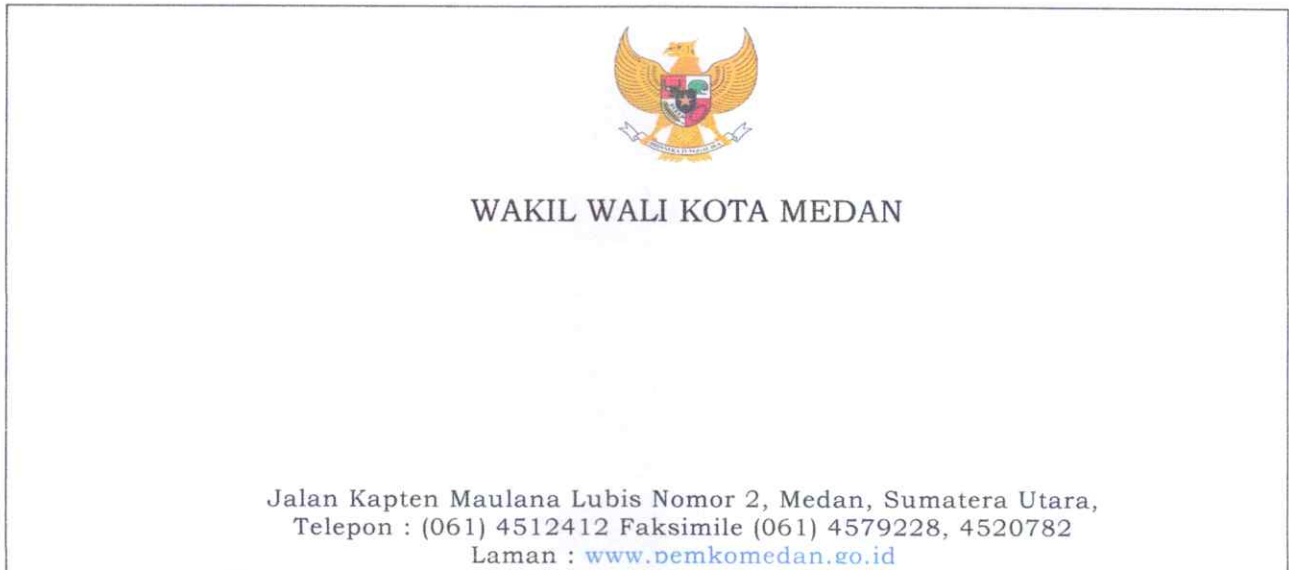 WAKIL WALI KOTA MEDAN
Jalan Kapten Maulana Lubis Nomor 2, Medan, Sumatera Utara,
Telepon : (061) 4512412 Faksimile (061) 4579228, 4520782
Laman : www.pemkomedan.go.id